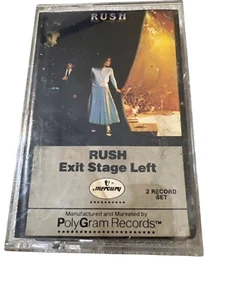 RUSH
RUSH
Exit Stage Left
mercury
2 RECORD
SET
Manufactured and Marketed by
PolyGram Records™